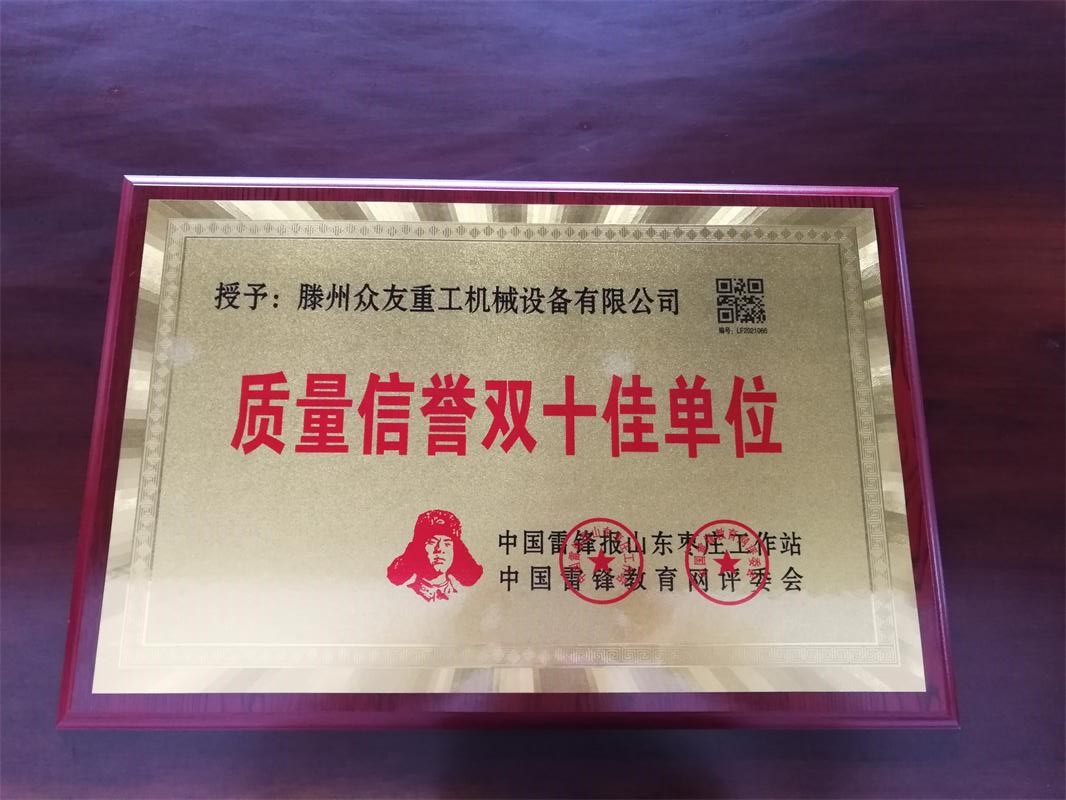 授予：滕州众友重工机械设备有限公司
编号：LF2021066
质量信誉双十佳单位
中国雷锋报山东枣庄工作站
中国雷锋教育网评委会